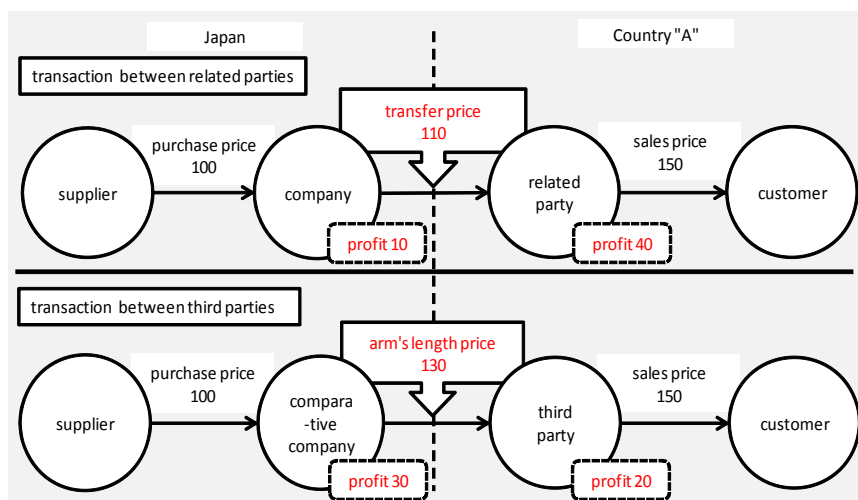 Japan
Country "A"
transaction between related parties
transfer price
110
purchase price
100
sales price
150
supplier
company
related
party
customer
profit 10
profit 40
transaction between third parties
arm's length price
130
purchase price
100
sales price
150
supplier
compara
-tive
company
third
party
customer
profit 30
profit 20